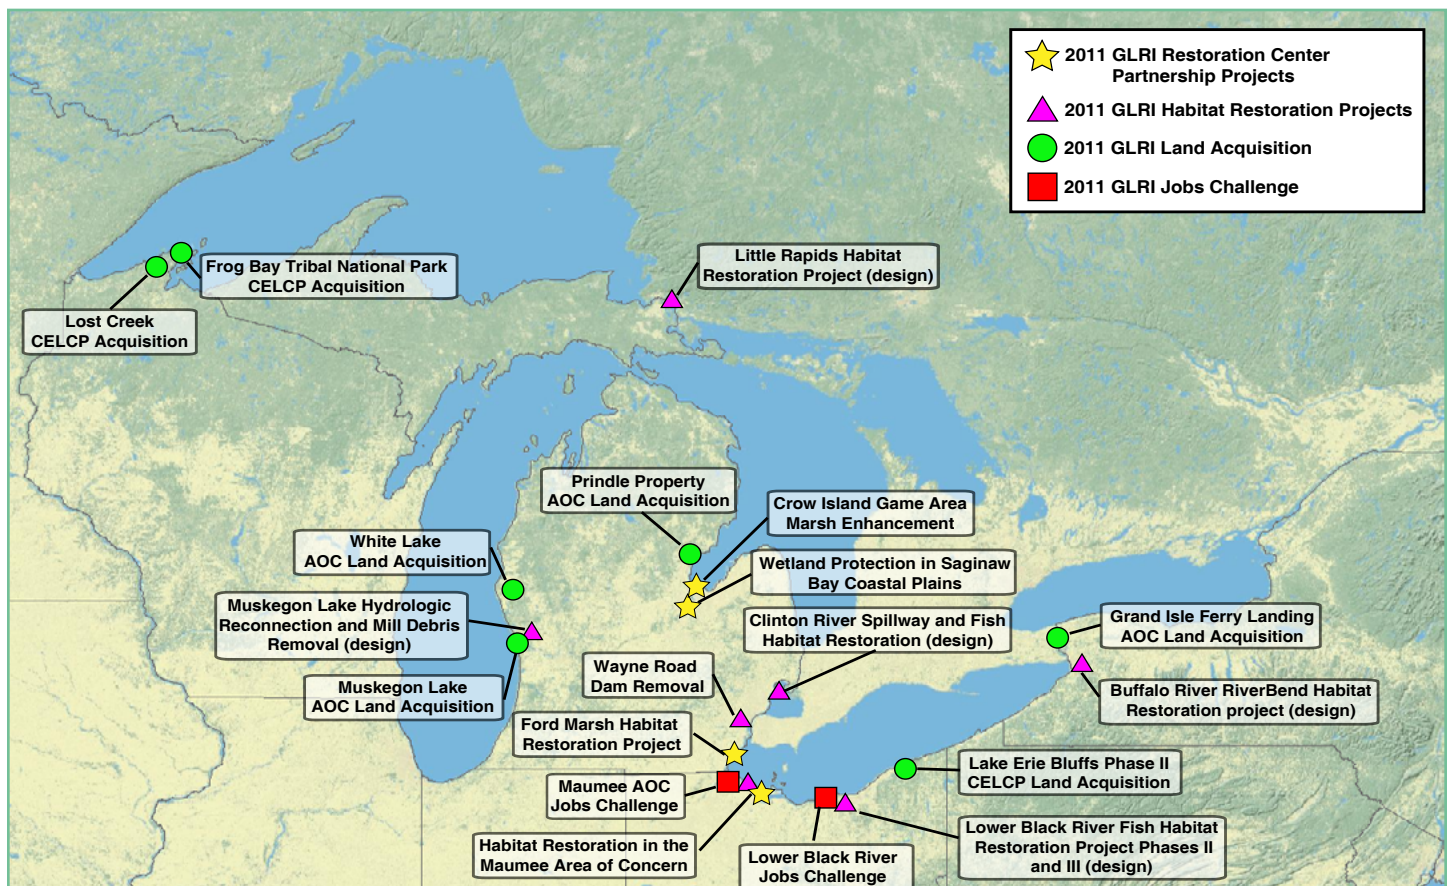 2011 GLRI Restoration Center
Partnership Projects
2011 GLRI Habitat Restoration Projects
2011 GLRI Land Acquisition
2011 GLRI Jobs Challenge
Little Rapids Habitat
Restoration Project (design)
Frog Bay Tribal National Park
CELCP Acquisition
Lost Creek
CELCP Acquisition
Prindle Property
AOC Land Acquisition
Crow Island Game Area
Marsh Enhancement
White Lake
AOC Land Acquisition
Wetland Protection in Saginaw
Bay Coastal Plains
Muskegon Lake Hydrologic
Reconnection and Mill Debris
Removal (design)
Clinton River Spillway and Fish
Habitat Restoration (design)
Grand Isle Ferry Landing
AOC Land Acquisition
Wayne Road
Dam Removal
Muskegon Lake
AOC Land Acquisition
Buffalo River RiverBend Habitat
Restoration project (design)
Ford Marsh Habitat
Restoration Project
Lake Erie Bluffs Phase II
CELCP Land Acquisition
Maumee AOC
Jobs Challenge
Lower Black River Fish Habitat
Restoration Project Phases II
and III (design)
Habitat Restoration in the
Maumee Area of Concern
Lower Black River
Jobs Challenge